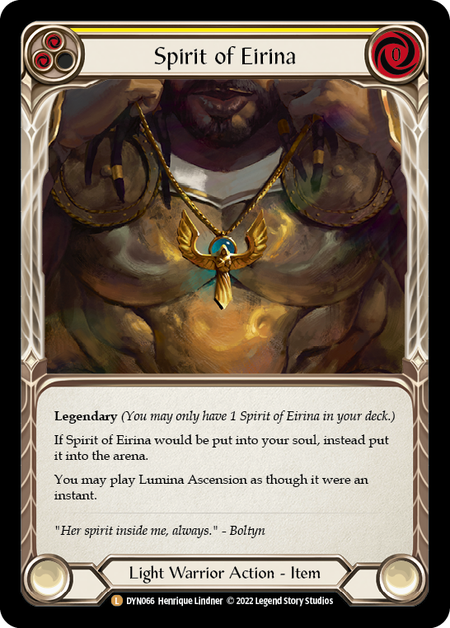 Spirit of Eirina
0
Legendary (You may only have 1 Spirit of Eirina in your deck.)
If Spirit of Eirina would be put into your soul, instead put
it into the arena.
You may play Lumina Ascension as though it were an
instant.
"Her spirit inside me, always." - Boltyn
Light Warrior Action - Item
L DYN066 Henrique Lindner © 2022 Legend Story Studios